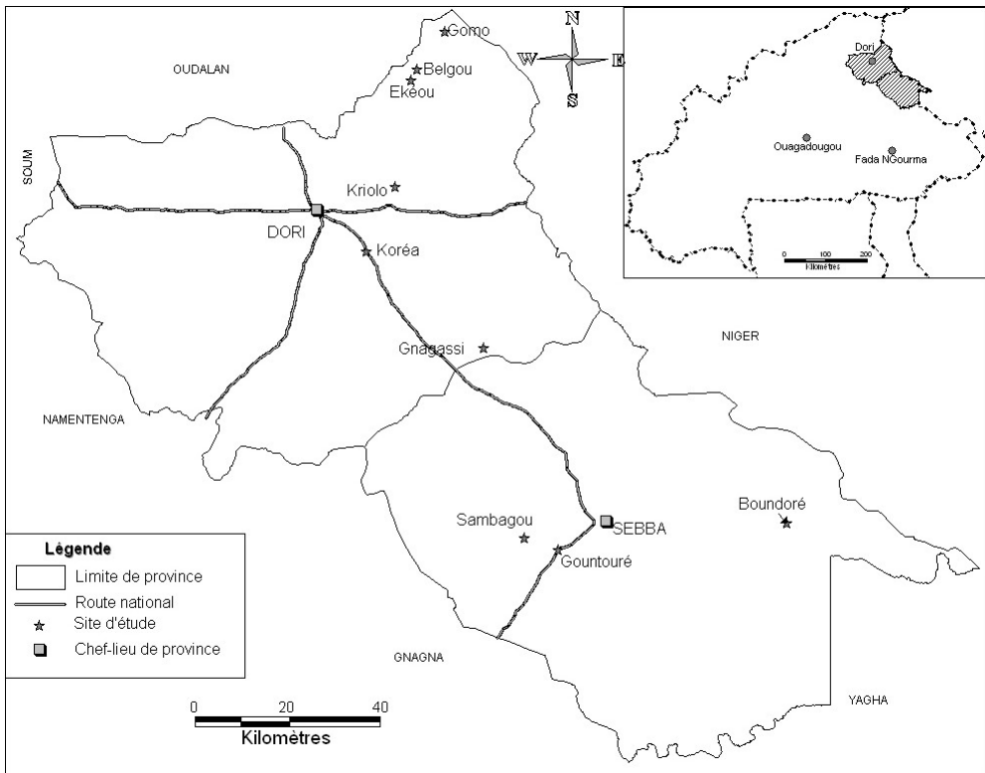 Gomo
N
W
E
S
OUDALAN
Belgou
Ekéou
SOUM
Kriolo
DORI
Koréa
Gnagassi
NIGER
NAMENTENGA
Boundoré
Sambagou
SEBBA
Gountouré
GNAGNA
YAGHA
Dori
Ouagadougou
Fada NGourma
0 100 200
Kilomètres
Légende
Limite de province
Route national
Site d'étude
Chef-lieu de province
0 20 40
Kilomètres